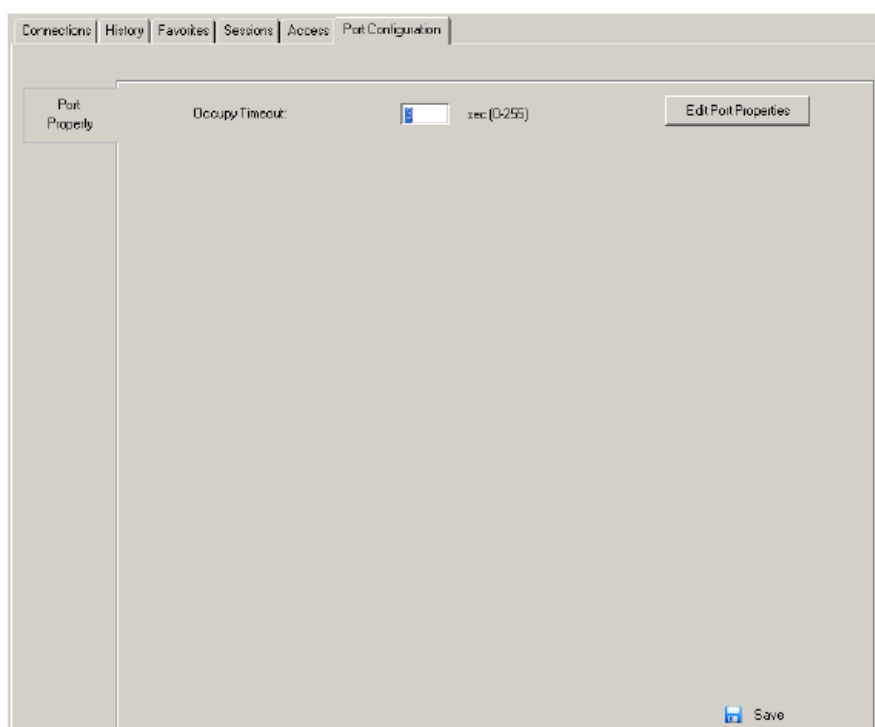 Connections History Favorites Sessions Access Port Configuration
Port
Property
Occupy Timeout: sec (0-255) Edit Port Properties
Save